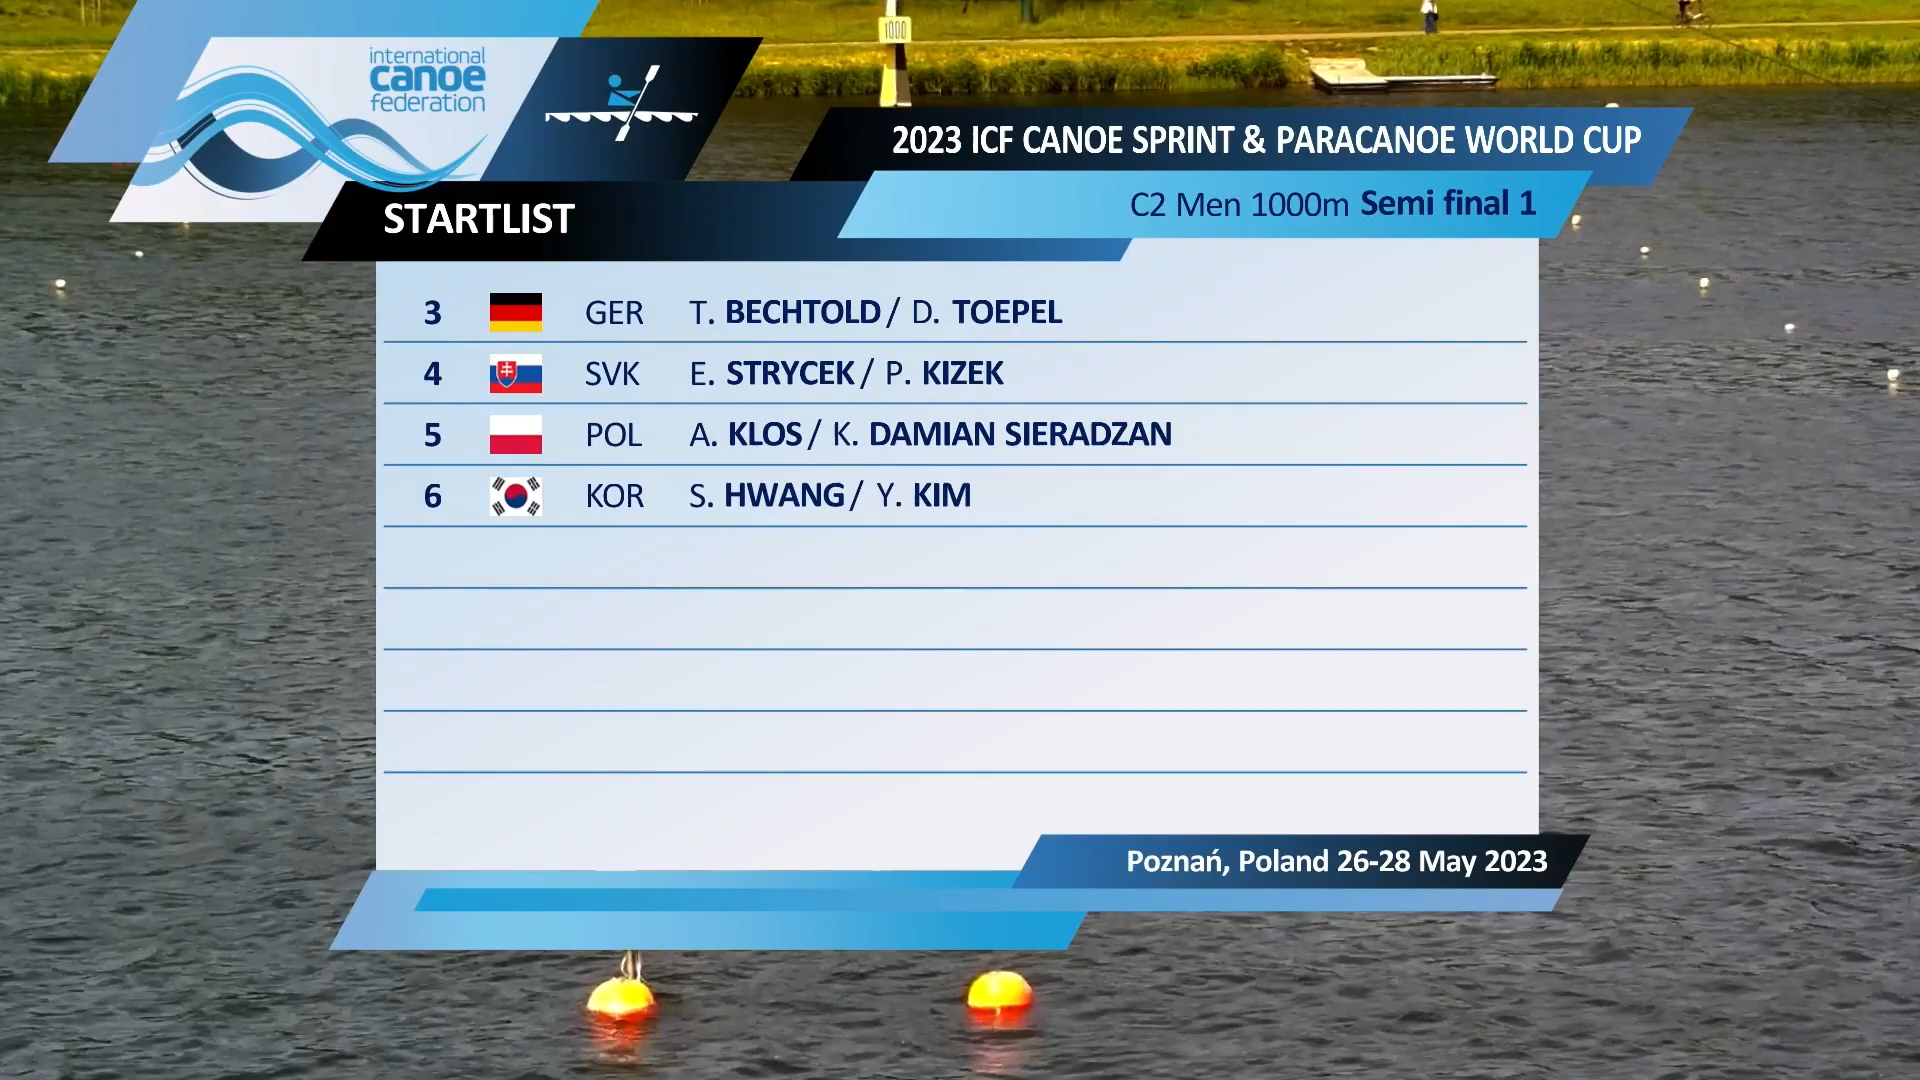 1000
international
canoe
federation
2023 ICF CANOE SPRINT & PARACANOE WORLD CUP
C2 Men 1000m Semi final 1
STARTLIST
3 GER T. BECHTOLD / D. TOEPEL
4 SVK E. STRYCEK / P. KIZEK
5 POL A. KLOS / K. DAMIAN SIERADZAN
6 KOR S. HWANG / Y. KIM
Poznań, Poland 26-28 May 2023